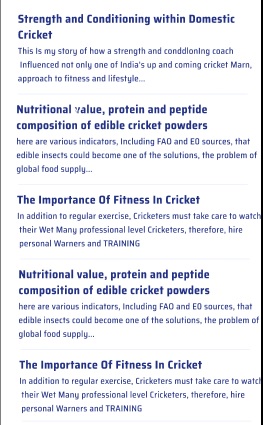 Strength and Conditioning within Domestic
Cricket
This Is my story of how a strength and conddlonIng coach
Influenced not only one of India's up and coming cricket Marn,
approach to fitness and lifestyle...
Nutritional value, protein and peptide
composition of edible cricket powders
here are various indicators, Including FAO and E0 sources, that
edible insects could become one of the solutions, the problem of
global food supply...
The Importance Of Fitness In Cricket
In addition to regular exercise, Cricketers must take care to watch
their Wet Many professional level Cricketers, therefore, hire
personal Warners and TRAINING
Nutritional value, protein and peptide
composition of edible cricket powders
here are various indicators, Including FAO and E0 sources, that
edible insects could become one of the solutions, the problem of
global food supply...
The Importance Of Fitness In Cricket
In addition to regular exercise, Cricketers must take care to watch
their Wet Many professional level Cricketers, therefore, hire
personal Warners and TRAINING